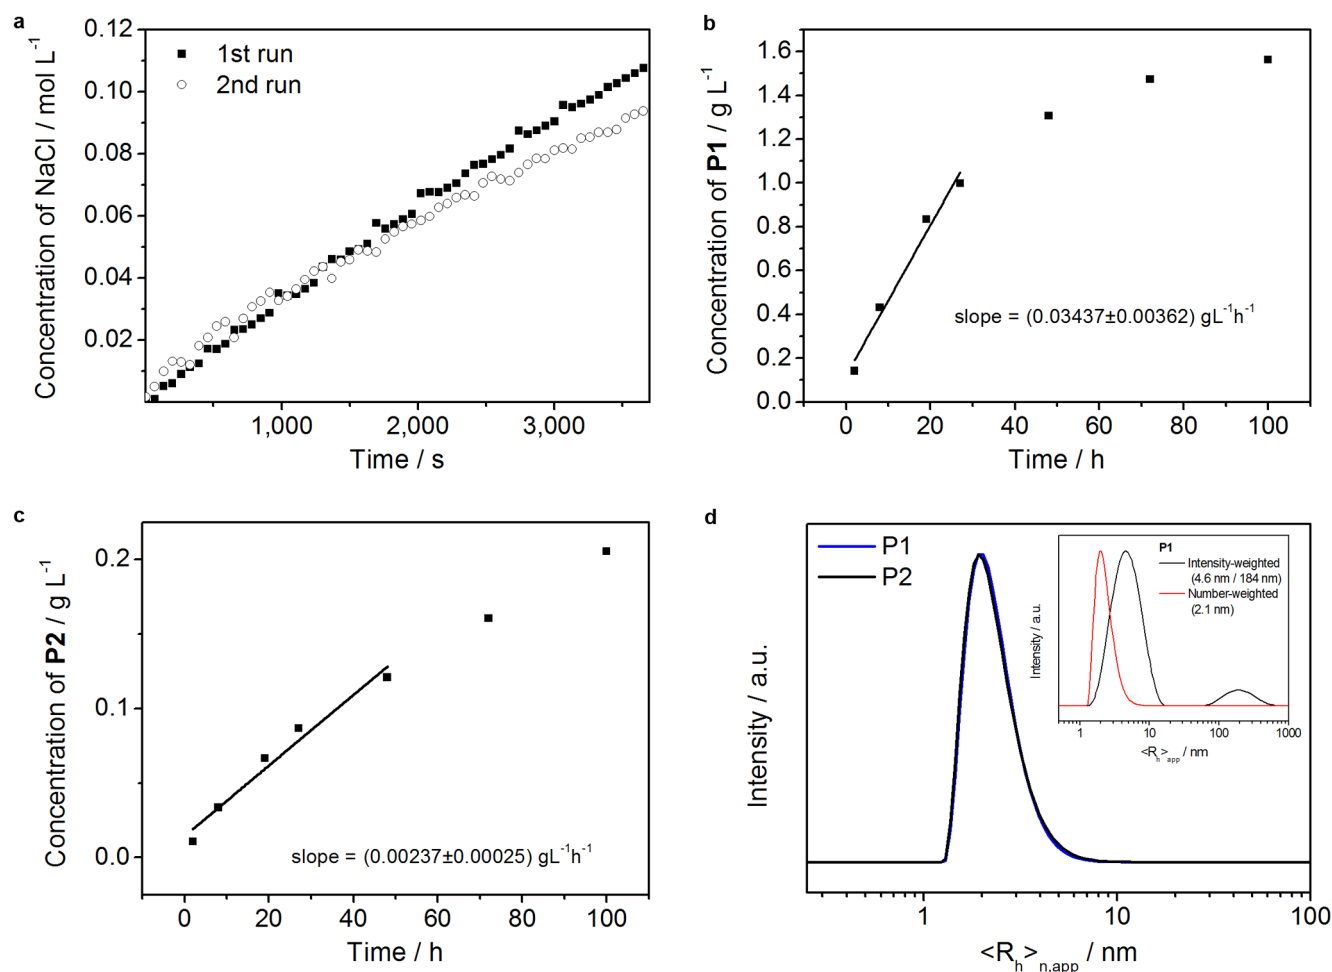 a
0.12
0.10
0.08
0.06
0.04
0.02
Concentration of NaCl / mol L⁻¹
1st run
2nd run
1,000 2,000 3,000
Time / s
b
1.6
1.4
1.2
1.0
0.8
0.6
0.4
0.2
0.0
Concentration of P1 / g L⁻¹
slope = (0.03437±0.00362) gL⁻¹h⁻¹
0 20 40 60 80 100
Time / h
c
0.2
0.1
0.0
Concentration of P2 / g L⁻¹
slope = (0.00237±0.00025) gL⁻¹h⁻¹
0 20 40 60 80 100
Time / h
d
P1
P2
Intensity / a.u.
P1
Intensity-weighted
(4.6 nm / 184 nm)
Number-weighted
(2.1 nm)
Intensity / a.u.
1 10 100 1000
<Rₕ>app / nm
1 10 100
<Rₕ>n,app / nm